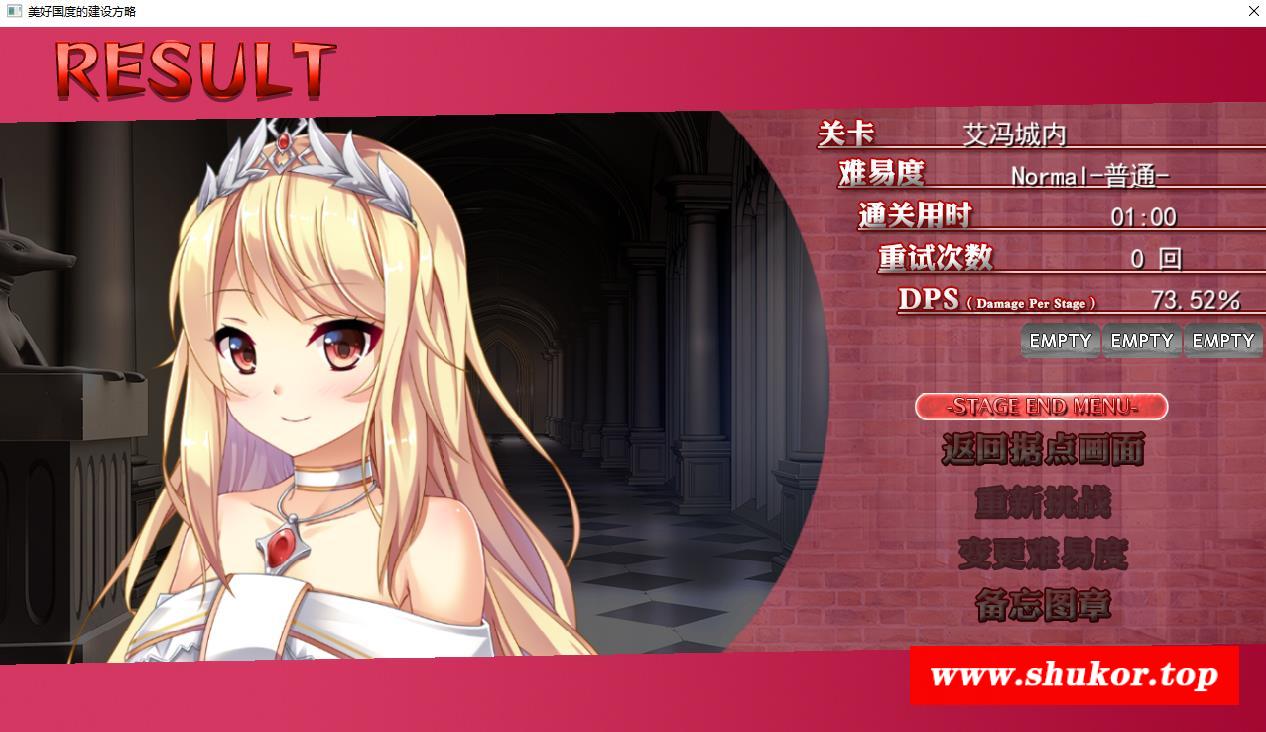 美好国度的建设方略
RESULT
关卡 艾冯城内
难易度 Normal-普通-
通关用时 01:00
重试次数 0 回
DPS ( Damage Per Stage ) 73.52%
EMPTY EMPTY EMPTY
-STAGE END MENU-
返回据点画面
重新挑战
变更难易度
备忘图章
www.shukor.top